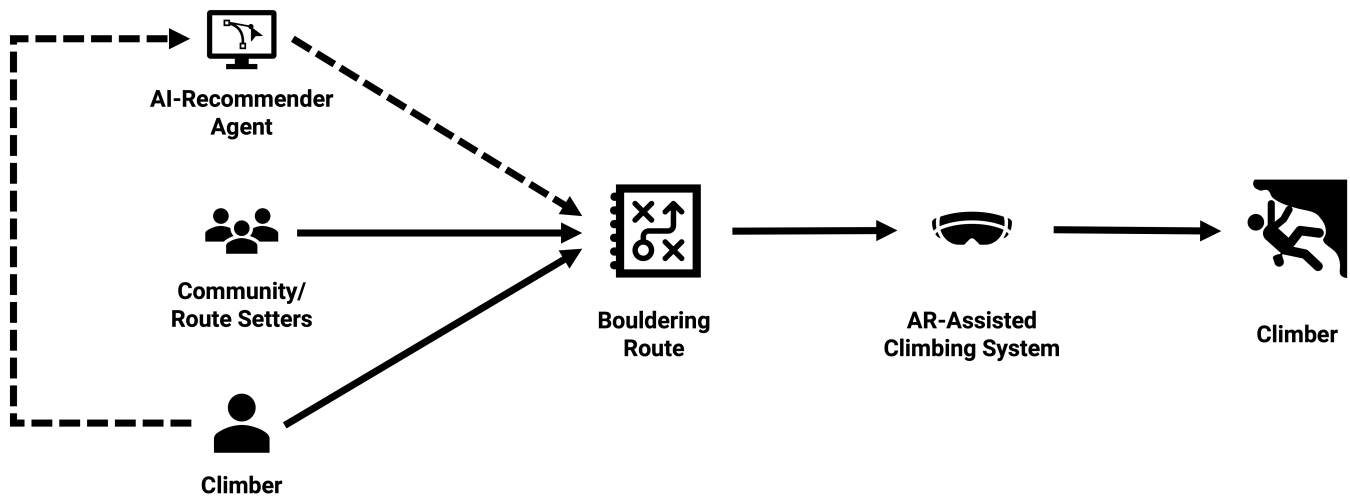 AI-Recommender
Agent
Community/
Route Setters
Climber
Bouldering
Route
AR-Assisted
Climbing System
Climber